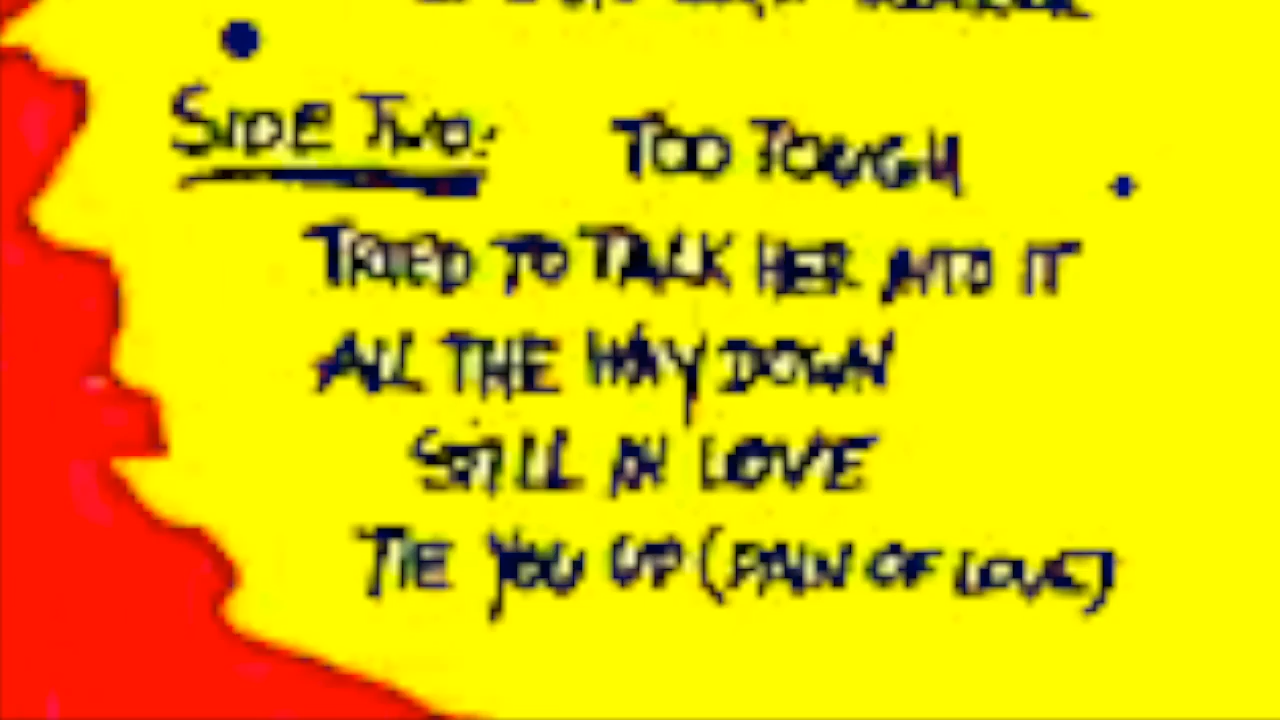 SIDE TWO: TOO TOUGH
TRIED TO TALK HER INTO IT
ALL THE WAY DOWN
STILL IN LOVE
TIE YOU UP (PAIN OF LOVE)